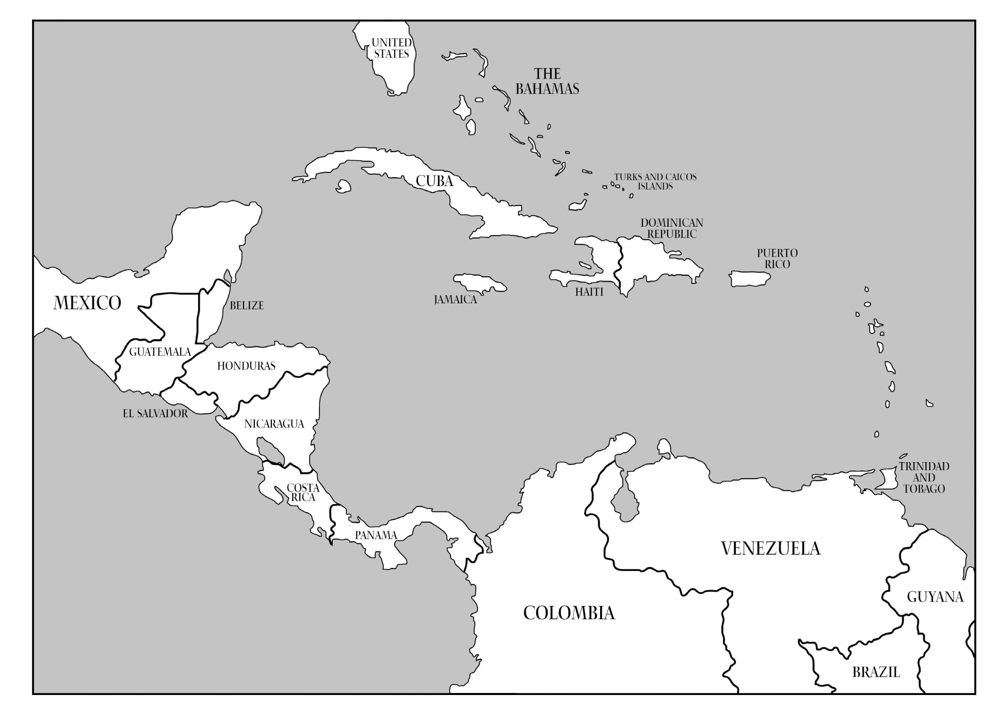 UNITED
STATES
THE
BAHAMAS
TURKS AND CAICOS
ISLANDS
CUBA
DOMINICAN
REPUBLIC
PUERTO
RICO
HAITI
JAMAICA
MEXICO
BELIZE
GUATEMALA
HONDURAS
EL SALVADOR
NICARAGUA
COSTA
RICA
PANAMA
TRINIDAD
AND
TOBAGO
VENEZUELA
GUYANA
COLOMBIA
BRAZIL